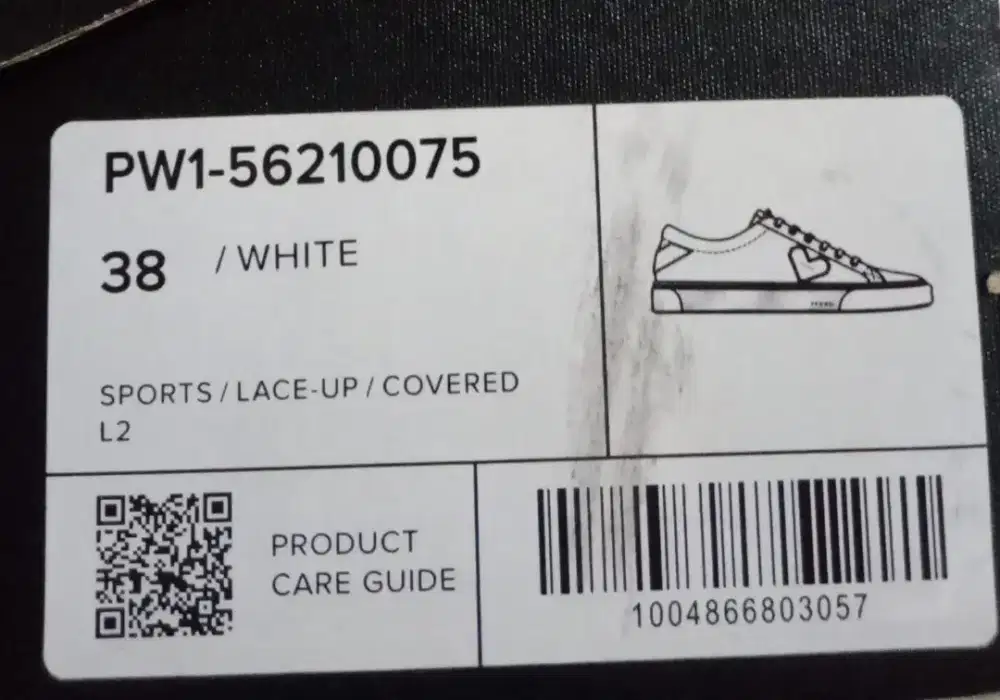 PW1-56210075
38 / WHITE
SPORTS / LACE-UP / COVERED
L2
PRODUCT
CARE GUIDE
1004866803057